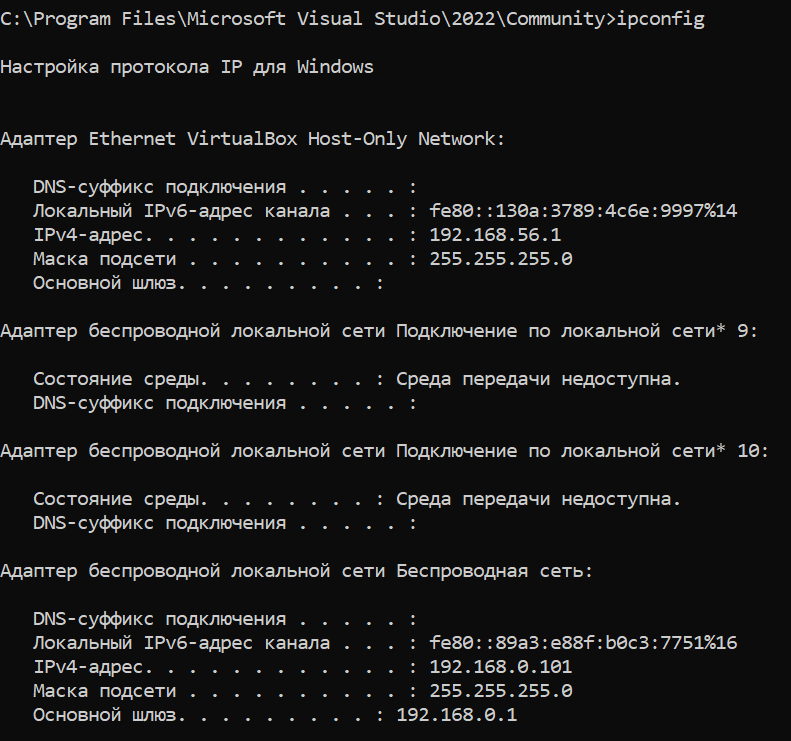 C:\Program Files\Microsoft Visual Studio\2022\Community>ipconfig
Настройка протокола IP для Windows
Адаптер Ethernet VirtualBox Host-Only Network:
DNS-суффикс подключения . . . . . :
Локальный IPv6-адрес канала . . . : fe80::130a:3789:4c6e:9997%14
IPv4-адрес. . . . . . . . . . . . : 192.168.56.1
Маска подсети . . . . . . . . . . : 255.255.255.0
Основной шлюз. . . . . . . . . :
Адаптер беспроводной локальной сети Подключение по локальной сети* 9:
Состояние среды. . . . . . . . : Среда передачи недоступна.
DNS-суффикс подключения . . . . . :
Адаптер беспроводной локальной сети Подключение по локальной сети* 10:
Состояние среды. . . . . . . . : Среда передачи недоступна.
DNS-суффикс подключения . . . . . :
Адаптер беспроводной локальной сети Беспроводная сеть:
DNS-суффикс подключения . . . . . :
Локальный IPv6-адрес канала . . . : fe80::89a3:e88f:b0c3:7751%16
IPv4-адрес. . . . . . . . . . . . : 192.168.0.101
Маска подсети . . . . . . . . . . : 255.255.255.0
Основной шлюз. . . . . . . . . : 192.168.0.1